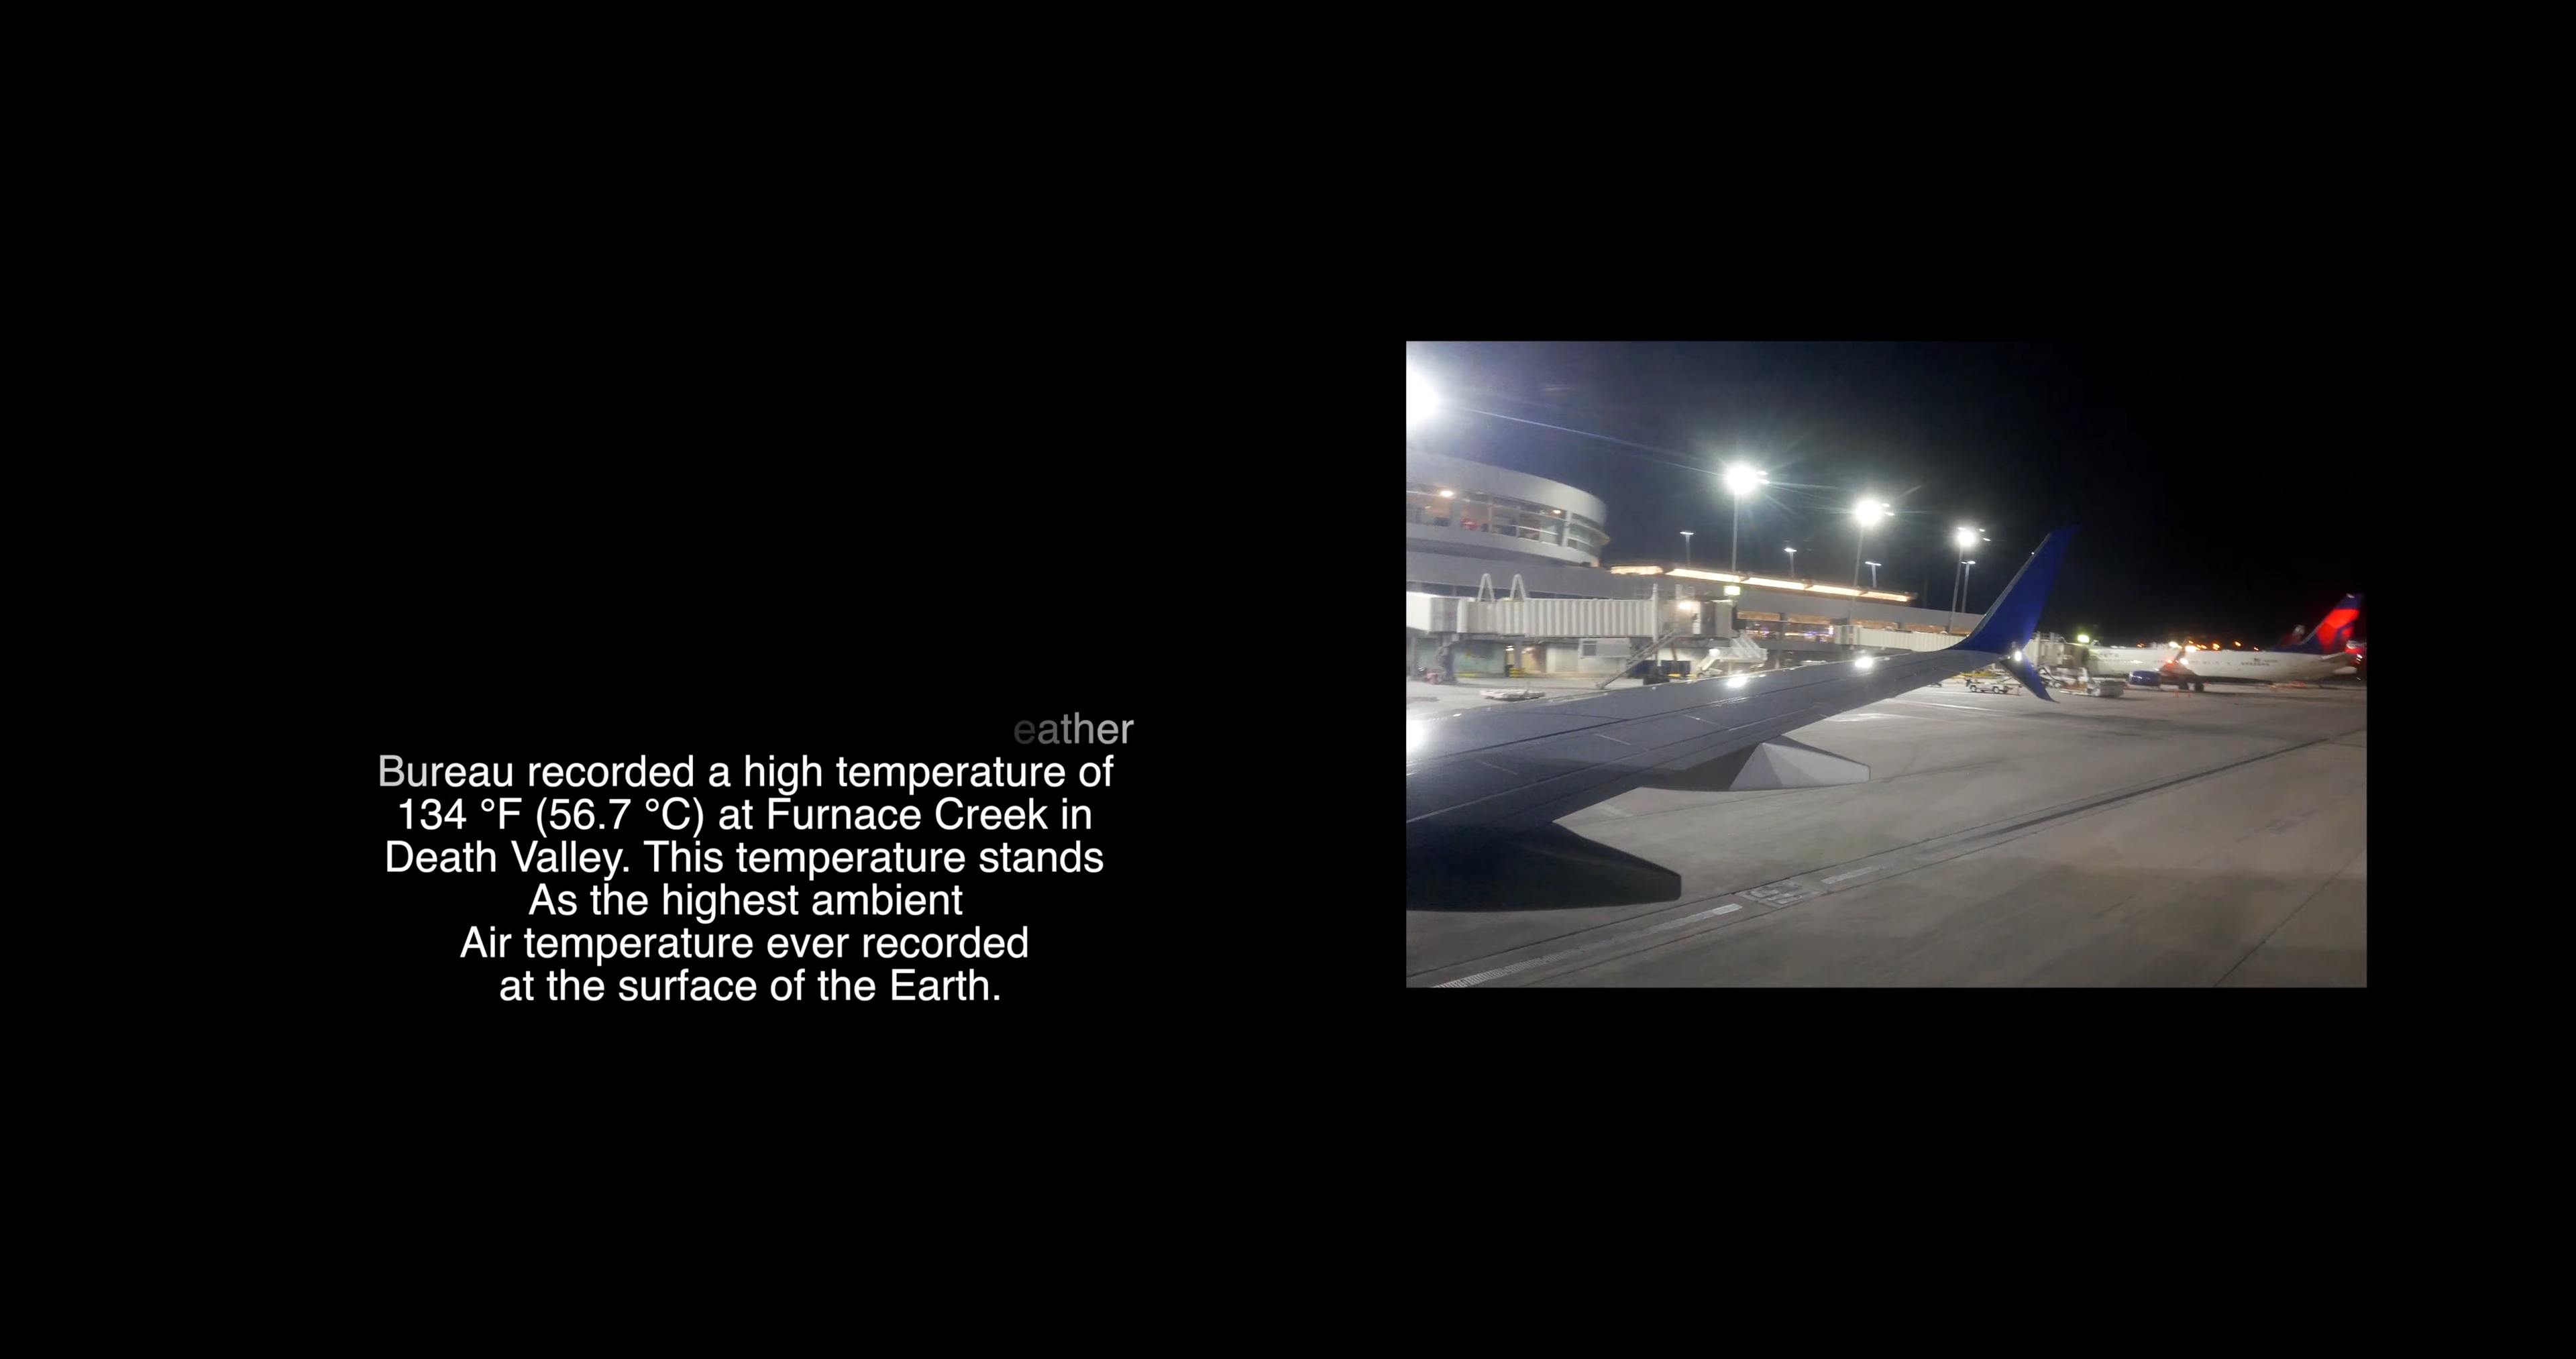 eather
Bureau recorded a high temperature of
134 °F (56.7 °C) at Furnace Creek in
Death Valley. This temperature stands
As the highest ambient
Air temperature ever recorded
at the surface of the Earth.